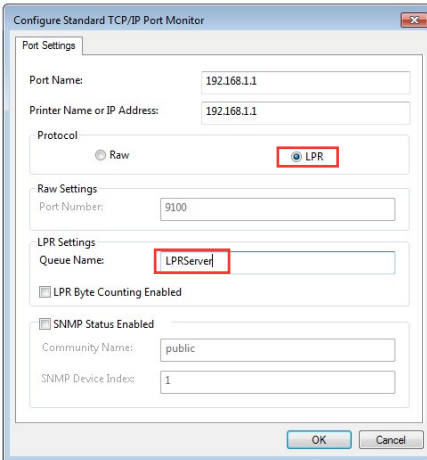 Configure Standard TCP/IP Port Monitor
Port Settings
Port Name: 192.168.1.1
Printer Name or IP Address: 192.168.1.1
Protocol
Raw LPR
Raw Settings
Port Number: 9100
LPR Settings
Queue Name: LPRServer
LPR Byte Counting Enabled
SNMP Status Enabled
Community Name: public
SNMP Device Index: 1
OK Cancel